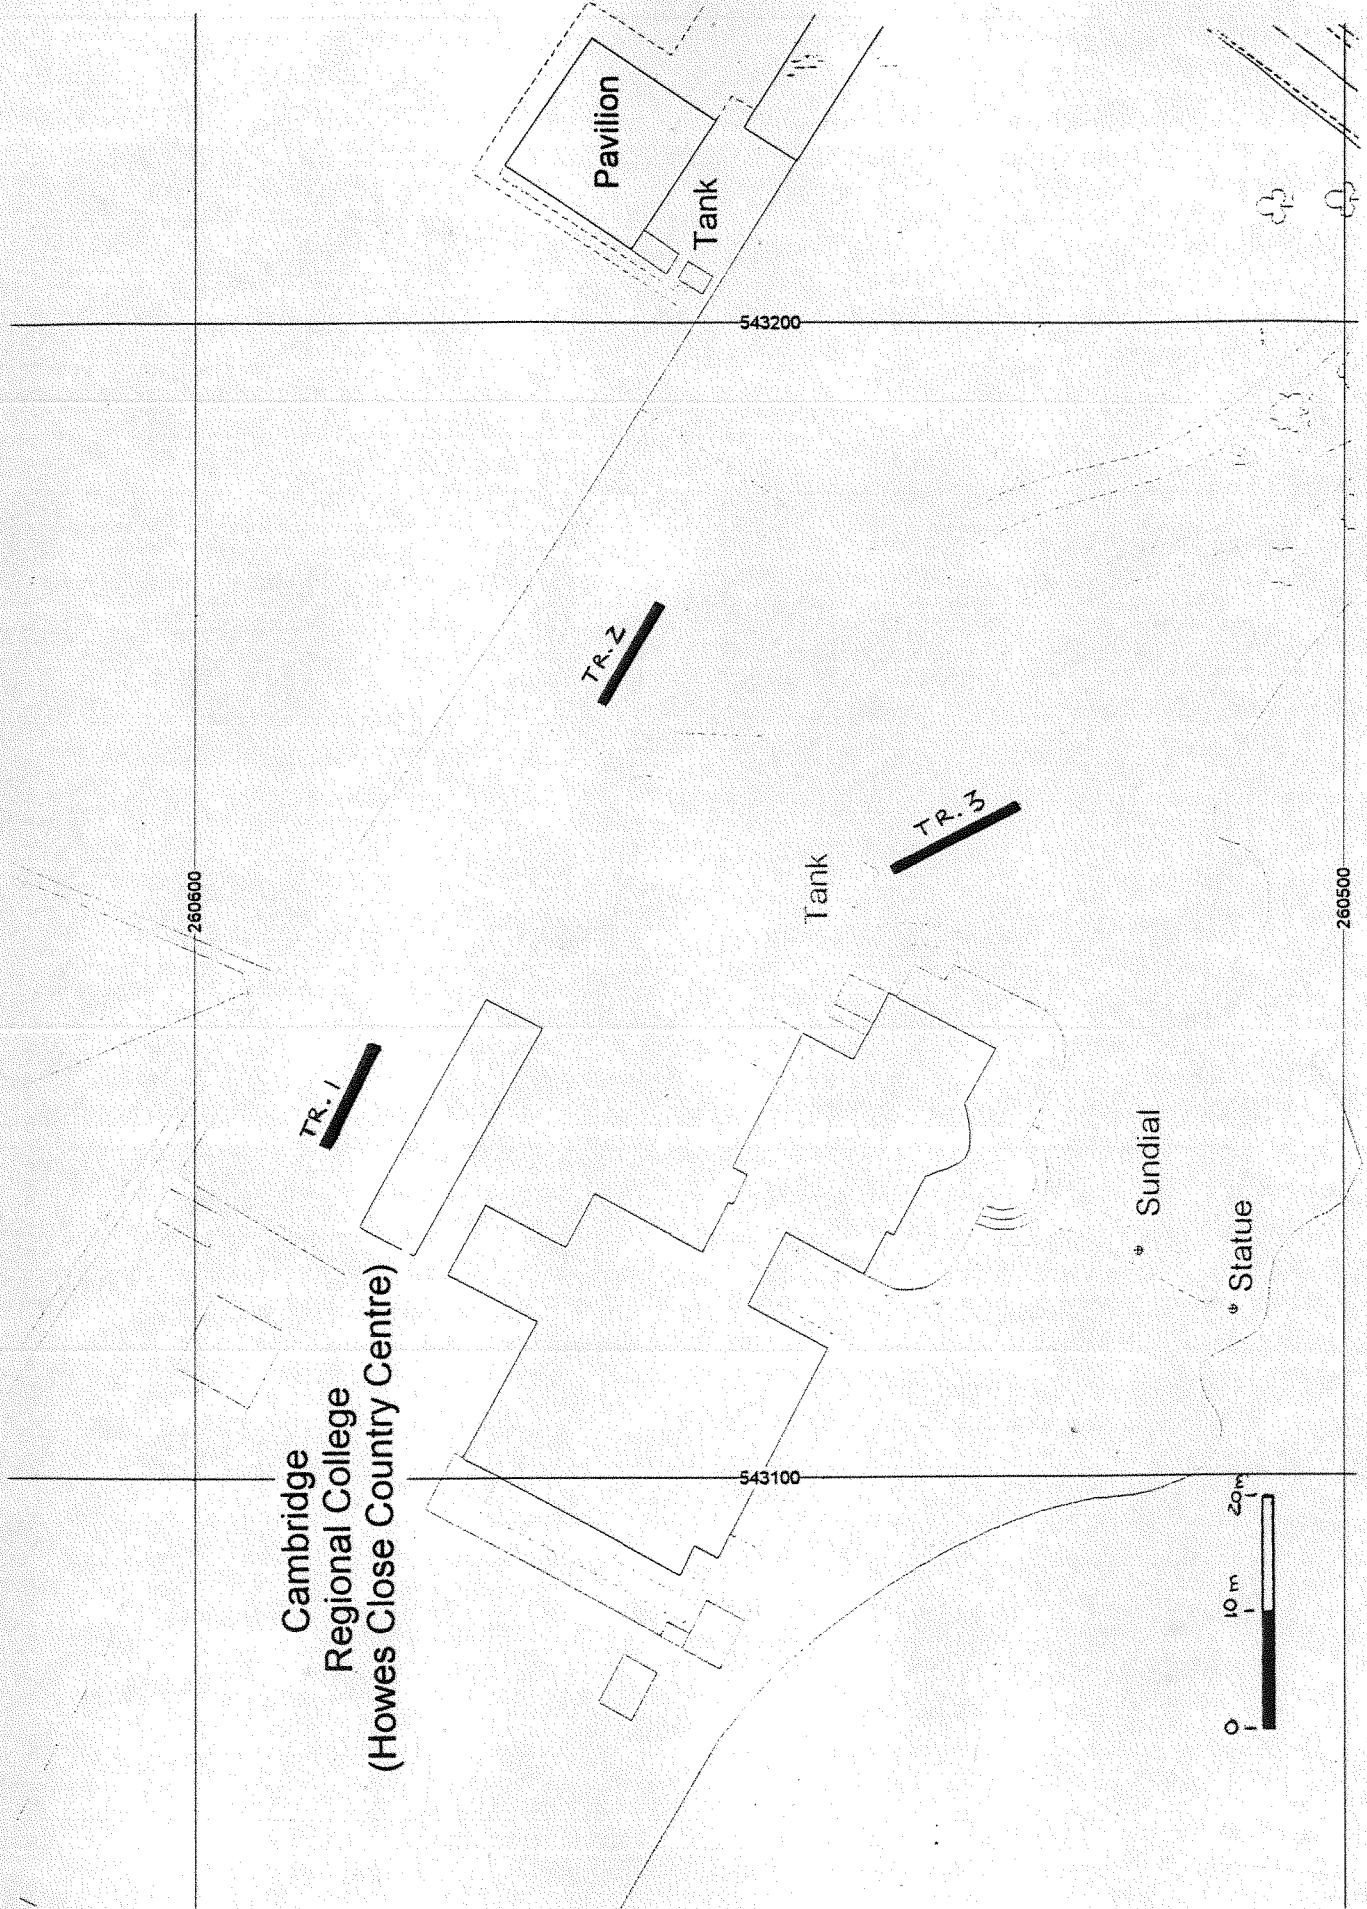 Cambridge
Regional College
(Howes Close Country Centre)
260600
TR. 1
Pavilion
Tank
543200
TR. 2
TR. 3
Tank
543100
Sundial
Statue
260500
0
10 m
20m